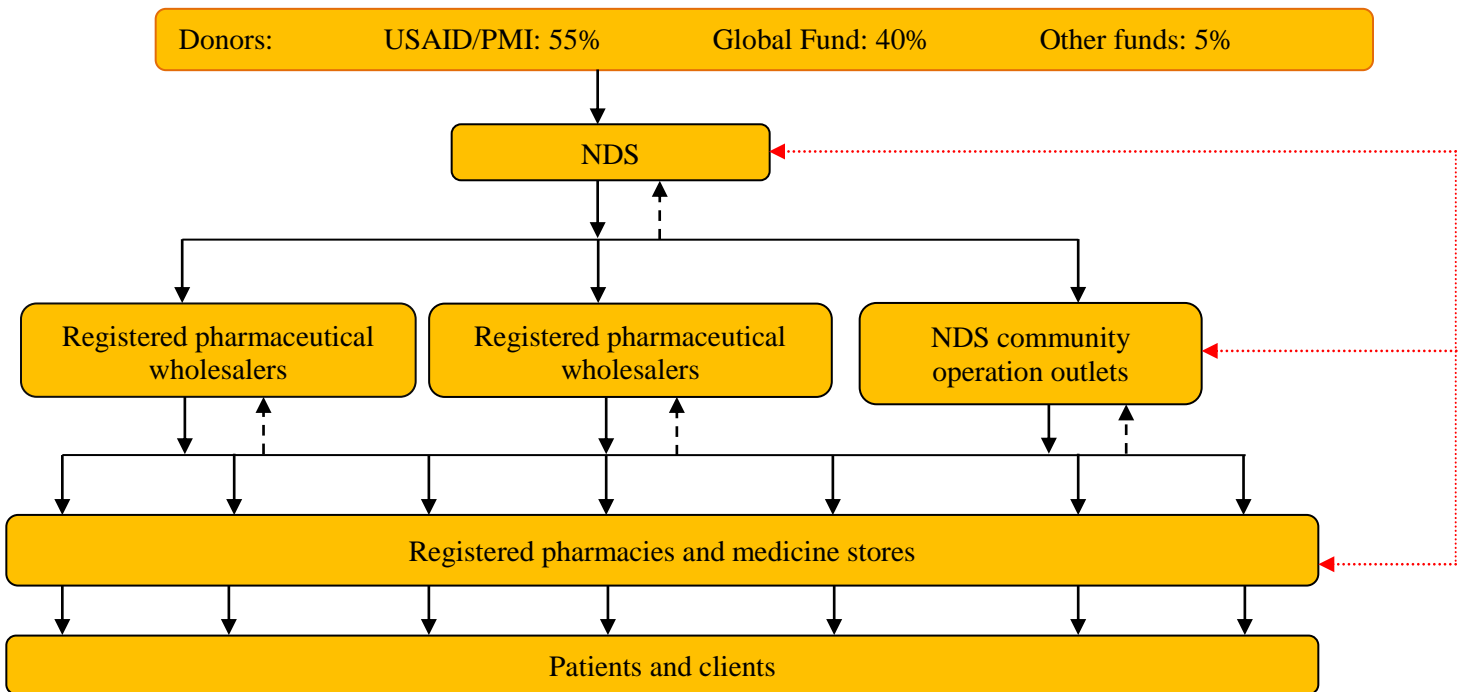 Donors: USAID/PMI: 55% Global Fund: 40% Other funds: 5%
NDS
Registered pharmaceutical
wholesalers
Registered pharmaceutical
wholesalers
NDS community
operation outlets
Registered pharmacies and medicine stores
Patients and clients